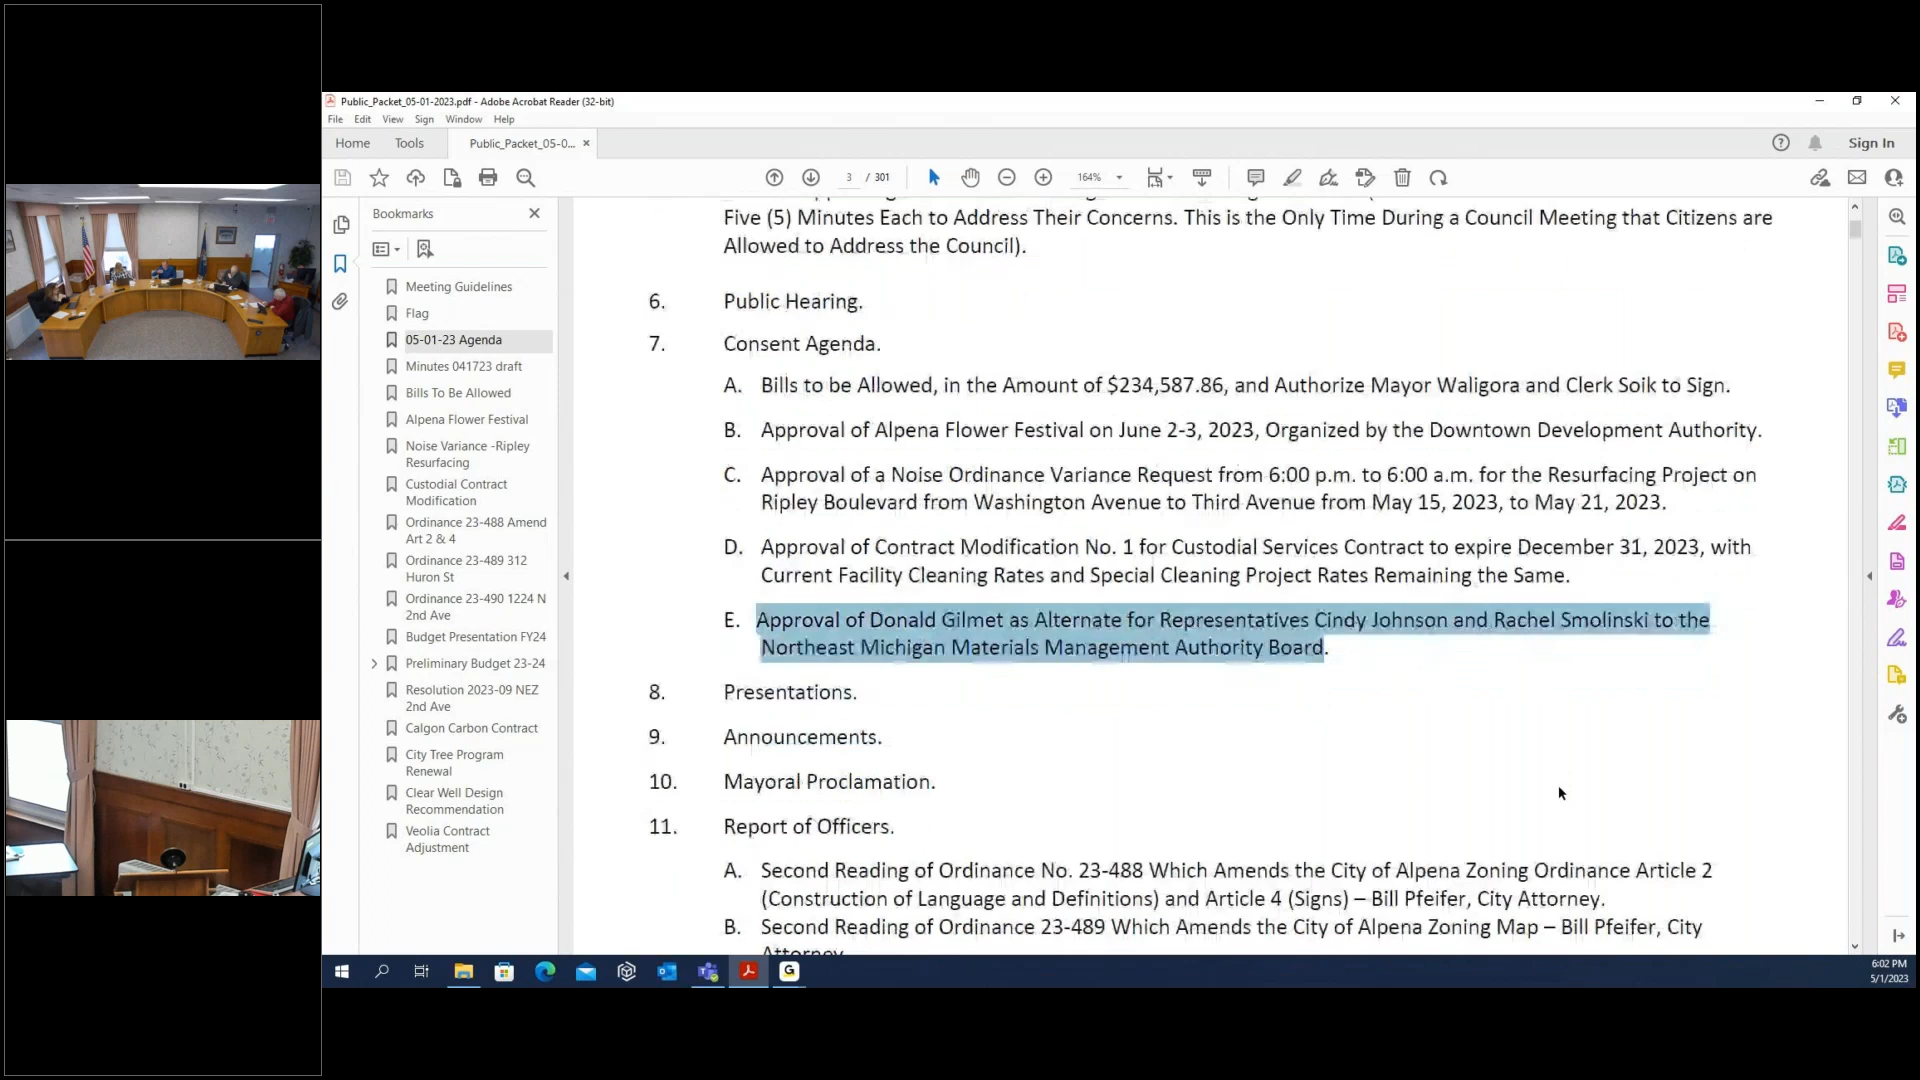 Public_Packet_05-01-2023.pdf - Adobe Acrobat Reader (32-bit)
File Edit View Sign Window Help
Home Tools Public_Packet_05-0... Sign In
3 / 301 164%
Bookmarks
Meeting Guidelines
Flag
05-01-23 Agenda
Minutes 041723 draft
Bills To Be Allowed
Alpena Flower Festival
Noise Variance -Ripley
Resurfacing
Custodial Contract
Modification
Ordinance 23-488 Amend
Art 2 & 4
Ordinance 23-489 312
Huron St
Ordinance 23-490 1224 N
2nd Ave
Budget Presentation FY24
Preliminary Budget 23-24
Resolution 2023-09 NEZ
2nd Ave
Calgon Carbon Contract
City Tree Program
Renewal
Clear Well Design
Recommendation
Veolia Contract
Adjustment
Five (5) Minutes Each to Address Their Concerns. This is the Only Time During a Council Meeting that Citizens are
Allowed to Address the Council).
6. Public Hearing.
7. Consent Agenda.
A. Bills to be Allowed, in the Amount of $234,587.86, and Authorize Mayor Waligora and Clerk Soik to Sign.
B. Approval of Alpena Flower Festival on June 2-3, 2023, Organized by the Downtown Development Authority.
C. Approval of a Noise Ordinance Variance Request from 6:00 p.m. to 6:00 a.m. for the Resurfacing Project on
Ripley Boulevard from Washington Avenue to Third Avenue from May 15, 2023, to May 21, 2023.
D. Approval of Contract Modification No. 1 for Custodial Services Contract to expire December 31, 2023, with
Current Facility Cleaning Rates and Special Cleaning Project Rates Remaining the Same.
E. Approval of Donald Gilmet as Alternate for Representatives Cindy Johnson and Rachel Smolinski to the
Northeast Michigan Materials Management Authority Board.
8. Presentations.
9. Announcements.
10. Mayoral Proclamation.
11. Report of Officers.
A. Second Reading of Ordinance No. 23-488 Which Amends the City of Alpena Zoning Ordinance Article 2
(Construction of Language and Definitions) and Article 4 (Signs) – Bill Pfeifer, City Attorney.
B. Second Reading of Ordinance 23-489 Which Amends the City of Alpena Zoning Map – Bill Pfeifer, City
Attorney
6:02 PM
5/1/2023